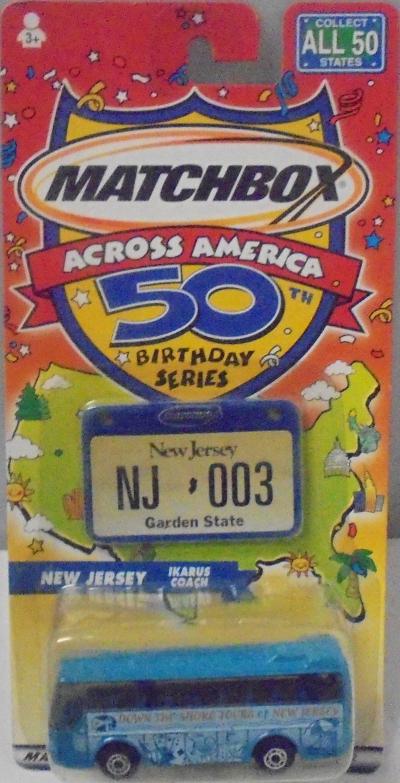 3+
COLLECT
ALL 50
STATES
MATCHBOX
ACROSS AMERICA
50TH
BIRTHDAY
SERIES
New Jersey
NJ 003
Garden State
NEW JERSEY IKARUS
COACH
DOWN THE SHORE TOURS of NEW JERSEY
MA